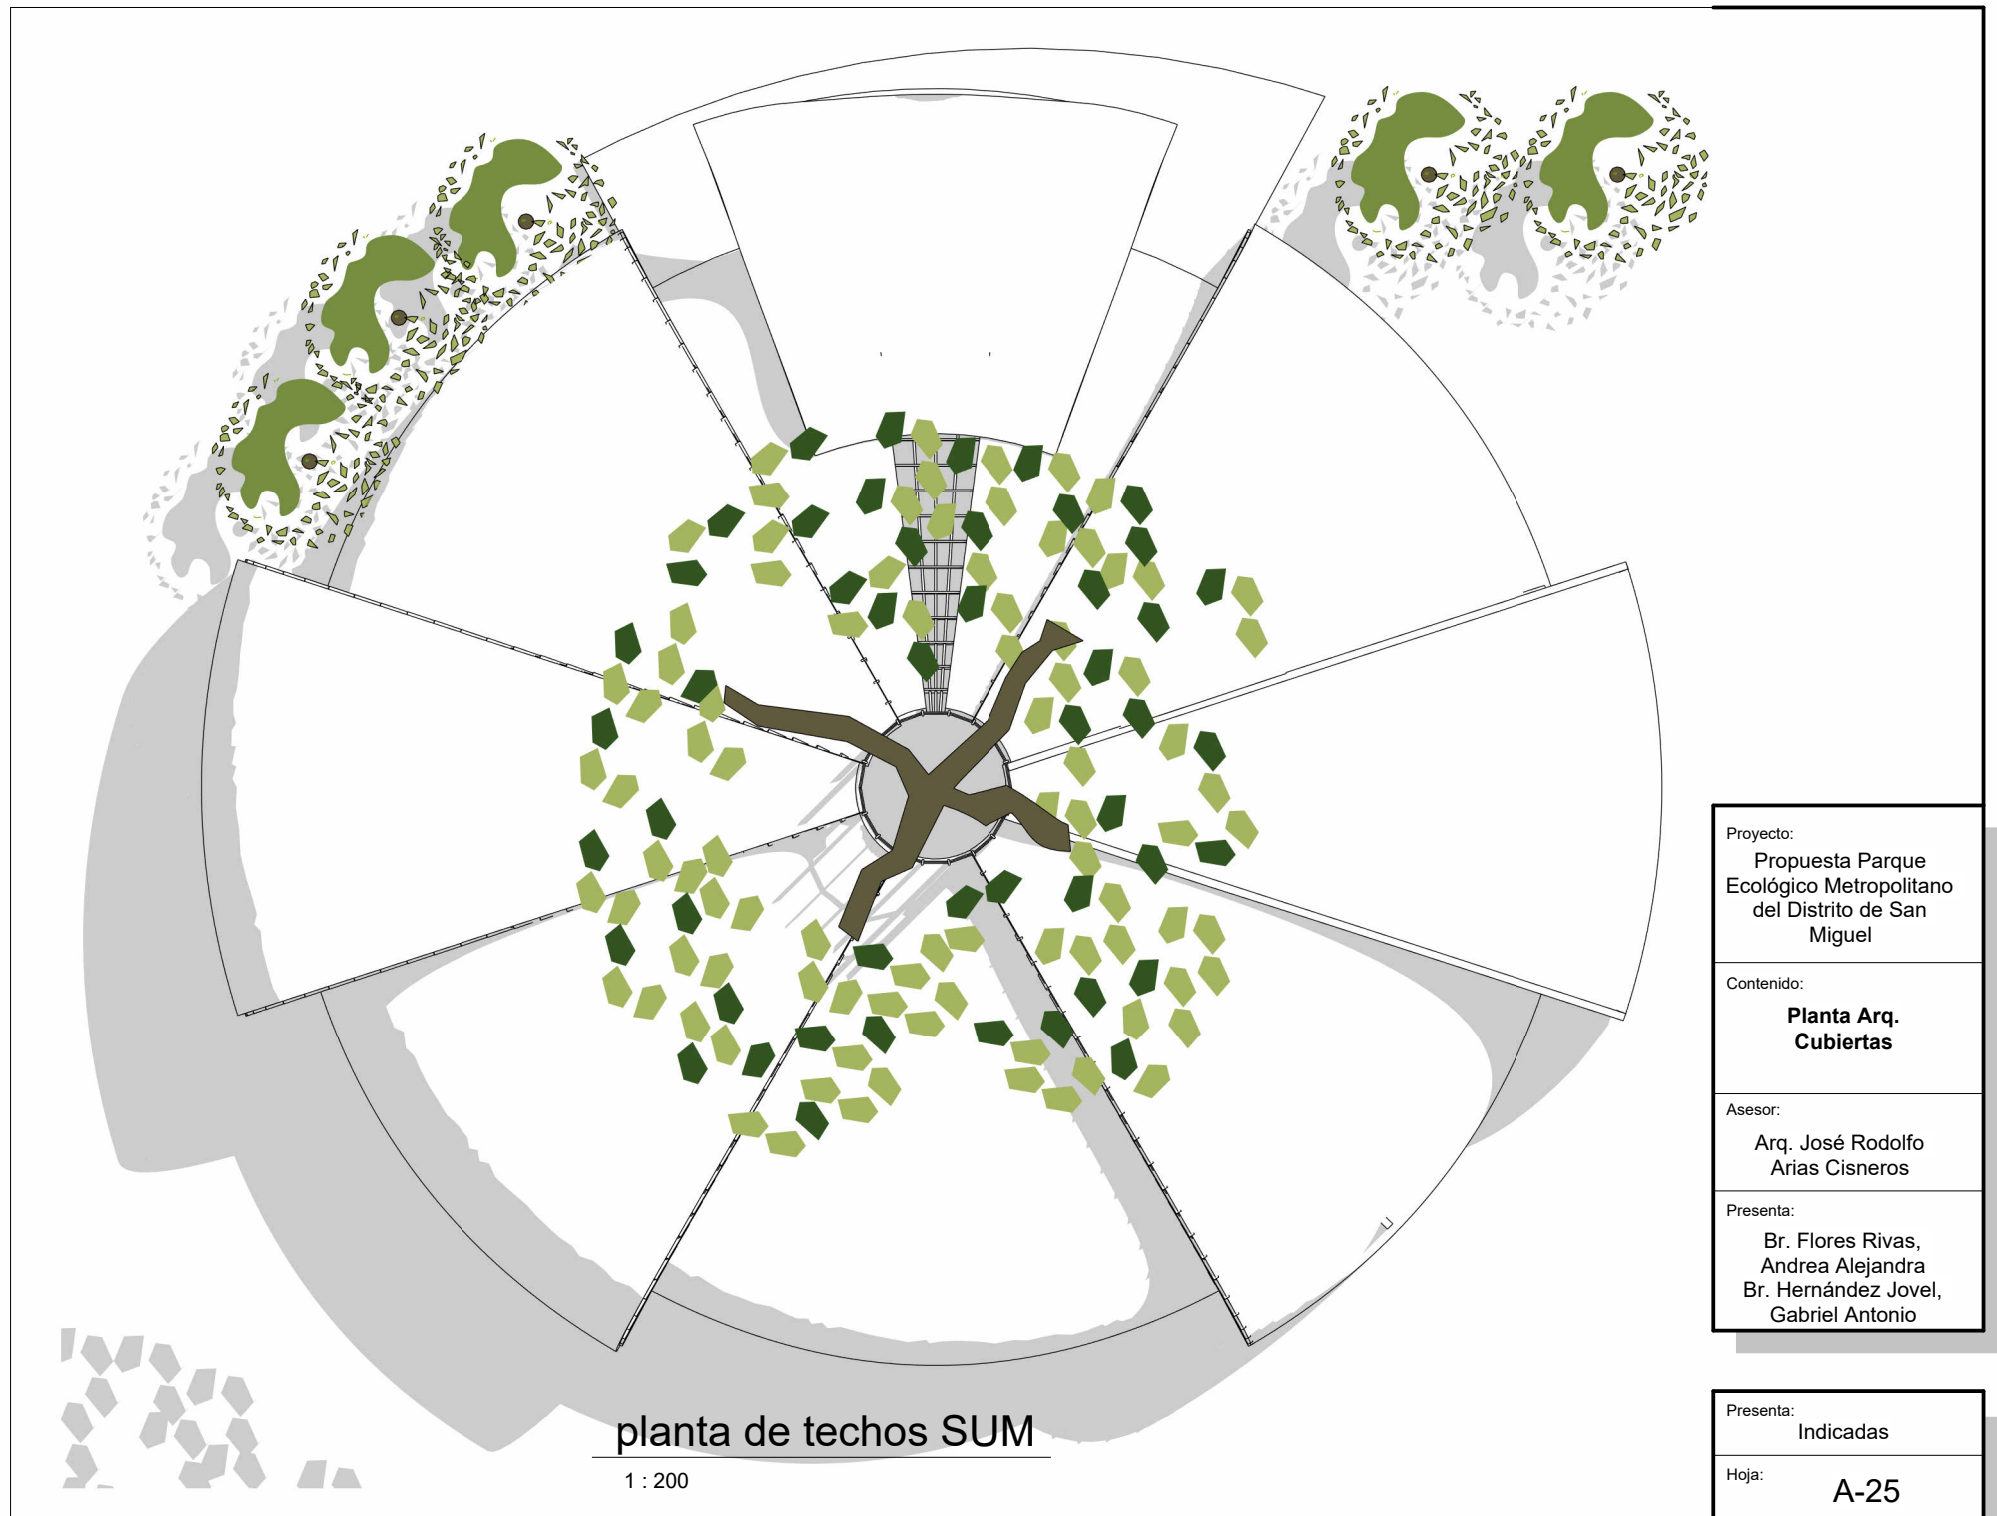 Proyecto:
Propuesta Parque
Ecológico Metropolitano
del Distrito de San
Miguel
Contenido:
Planta Arq.
Cubiertas
Asesor:
Arq. José Rodolfo
Arias Cisneros
Presenta:
Br. Flores Rivas,
Andrea Alejandra
Br. Hernández Jovel,
Gabriel Antonio
Presenta:
Indicadas
Hoja:
A-25
planta de techos SUM
1 : 200